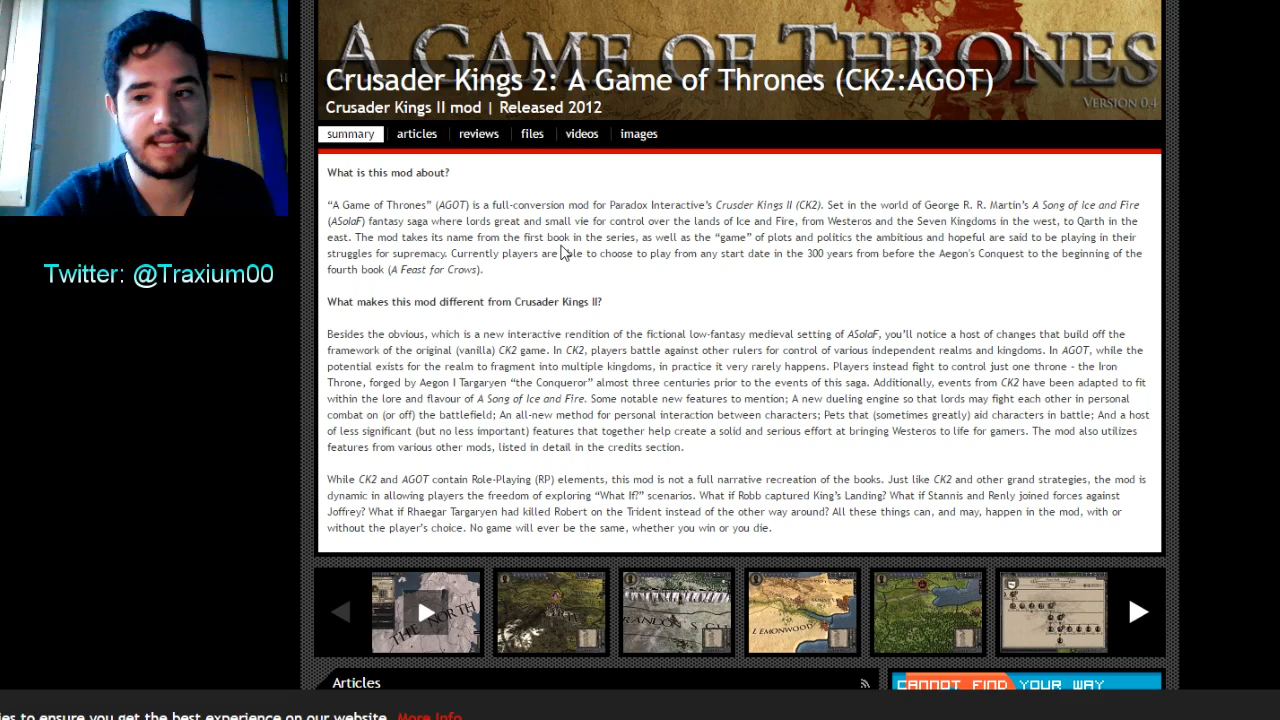 A GAME OF THRONES
Crusader Kings 2: A Game of Thrones (CK2:AGOT)
VERSION 0.4
Crusader Kings II mod | Released 2012
summary articles reviews files videos images
What is this mod about?
“A Game of Thrones” (AGOT) is a full-conversion mod for Paradox Interactive's Crusder Kings II (CK2). Set in the world of George R. R. Martin's A Song of Ice and Fire
(ASoIaF) fantasy saga where lords great and small vie for control over the lands of Ice and Fire, from Westeros and the Seven Kingdoms in the west, to Qarth in the
east. The mod takes its name from the first book in the series, as well as the “game” of plots and politics the ambitious and hopeful are said to be playing in their
struggles for supremacy. Currently players are able to choose to play from any start date in the 300 years from before the Aegon's Conquest to the beginning of the
fourth book (A Feast for Crows).
What makes this mod different from Crusader Kings II?
Besides the obvious, which is a new interactive rendition of the fictional low-fantasy medieval setting of ASoIaF, you'll notice a host of changes that build off the
framework of the original (vanilla) CK2 game. In CK2, players battle against other rulers for control of various independent realms and kingdoms. In AGOT, while the
potential exists for the realm to fragment into multiple kingdoms, in practice it very rarely happens. Players instead fight to control just one throne – the Iron
Throne, forged by Aegon I Targaryen “the Conqueror” almost three centuries prior to the events of this saga. Additionally, events from CK2 have been adapted to fit
within the lore and flavour of A Song of Ice and Fire. Some notable new features to mention; A new dueling engine so that lords may fight each other in personal
combat on (or off) the battlefield; An all-new method for personal interaction between characters; Pets that (sometimes greatly) aid characters in battle; And a host
of less significant (but no less important) features that together help create a solid and serious effort at bringing Westeros to life for gamers. The mod also utilizes
features from various other mods, listed in detail in the credits section.
While CK2 and AGOT contain Role-Playing (RP) elements, this mod is not a full narrative recreation of the books. Just like CK2 and other grand strategies, the mod is
dynamic in allowing players the freedom of exploring “What If?” scenarios. What if Robb captured King's Landing? What if Stannis and Renly joined forces against
Joffrey? What if Rhaegar Targaryen had killed Robert on the Trident instead of the other way around? All these things can, and may, happen in the mod, with or
without the player's choice. No game will ever be the same, whether you win or you die.
Twitter: @Traxium00
THE NORTH
LEMONWOOD
Articles
CANNOT FIND YOUR WAY
ies to ensure you get the best experience on our website. More Info